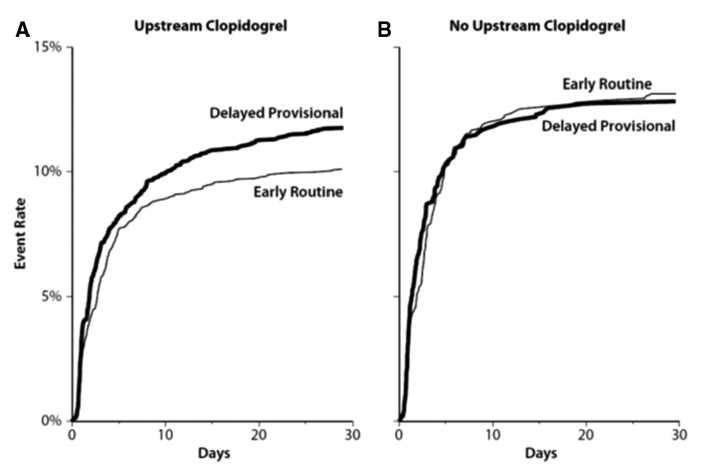 A
Upstream Clopidogrel
B
No Upstream Clopidogrel
15%
10%
5%
0%
Event Rate
Delayed Provisional
Early Routine
0
10
20
30
Days
Early Routine
Delayed Provisional
0
10
20
30
Days